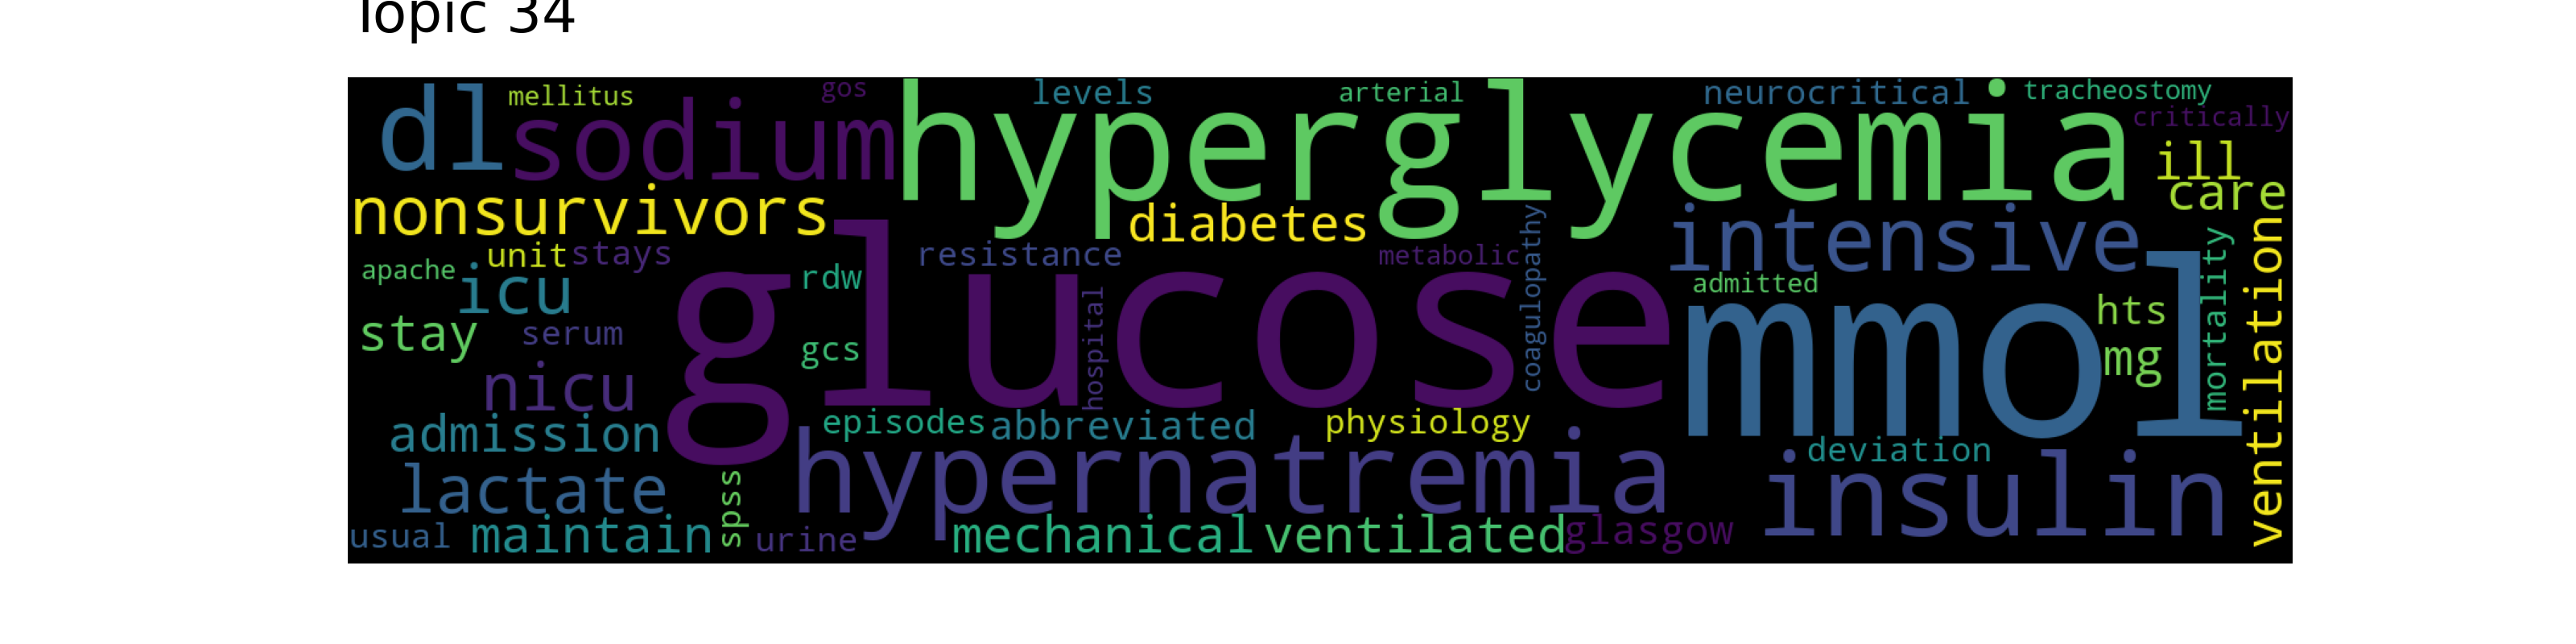 Topic 34
mellitus
gos
levels
arterial
neurocritical
tracheostomy
dl
sodium
hyperglycemia
critically
ill
care
nonsurvivors
diabetes
intensive
unit
stays
resistance
metabolic
coagulopathy
apache
icu
rdw
glucose
admitted
mmol
hts
mortality
ventilation
stay
serum
gcs
hospital
mg
nicu
admission
episodes
abbreviated
physiology
hypernatremia
deviation
lactate
insulin
spss
usual
maintain
urine
mechanical
ventilated
glasgow